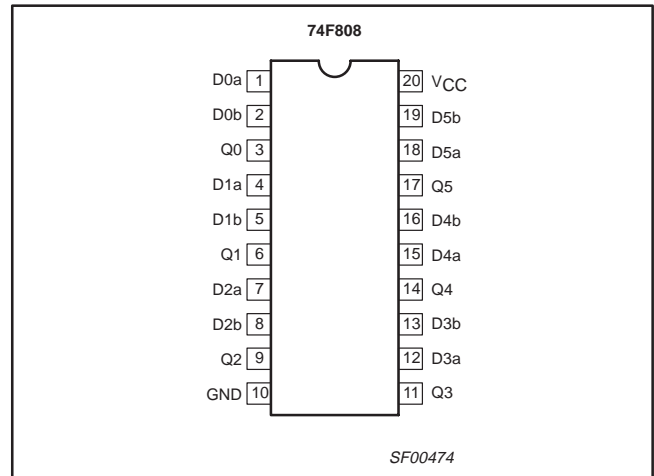 74F808
D0a 1 20 VCC
D0b 2 19 D5b
Q0 3 18 D5a
D1a 4 17 Q5
D1b 5 16 D4b
Q1 6 15 D4a
D2a 7 14 Q4
D2b 8 13 D3b
Q2 9 12 D3a
GND 10 11 Q3
SF00474